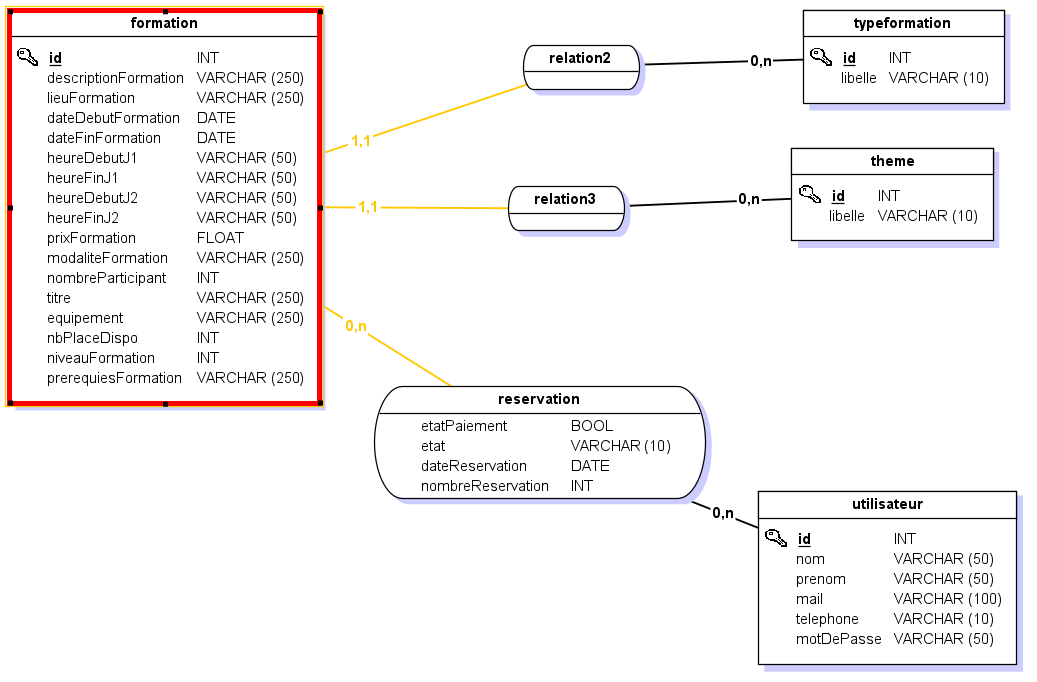 formation
id INT
descriptionFormation VARCHAR (250)
lieuFormation VARCHAR (250)
dateDebutFormation DATE
dateFinFormation DATE
heureDebutJ1 VARCHAR (50)
heureFinJ1 VARCHAR (50)
heureDebutJ2 VARCHAR (50)
heureFinJ2 VARCHAR (50)
prixFormation FLOAT
modaliteFormation VARCHAR (250)
nombreParticipant INT
titre VARCHAR (250)
equipement VARCHAR (250)
nbPlaceDispo INT
niveauFormation INT
prerequiesFormation VARCHAR (250)
1,1
relation2
0,n
typeformation
id INT
libelle VARCHAR (10)
1,1
relation3
0,n
theme
id INT
libelle VARCHAR (10)
0,n
reservation
etatPaiement BOOL
etat VARCHAR (10)
dateReservation DATE
nombreReservation INT
0,n
utilisateur
id INT
nom VARCHAR (50)
prenom VARCHAR (50)
mail VARCHAR (100)
telephone VARCHAR (10)
motDePasse VARCHAR (50)